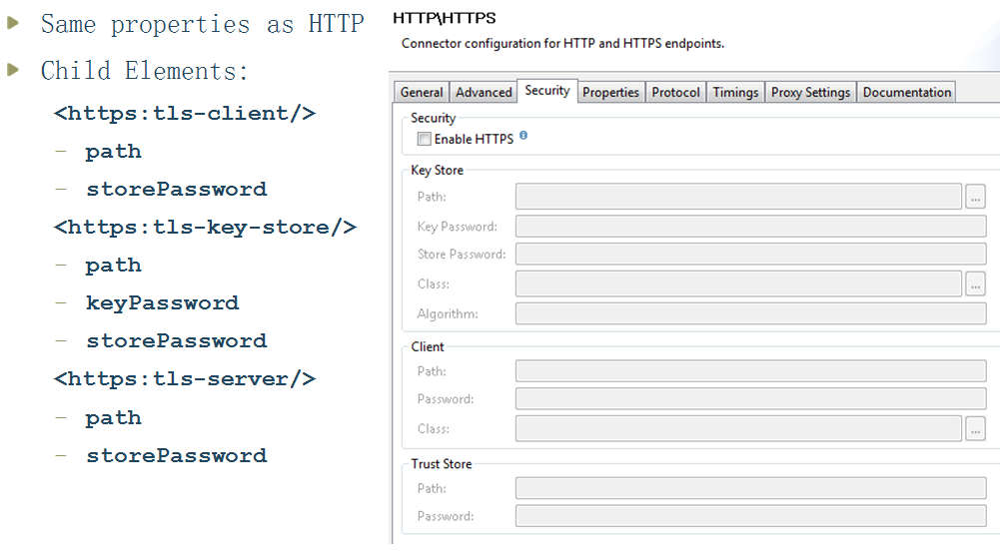 Same properties as HTTP
Child Elements:
<https:tls-client/>
– path
– storePassword
<https:tls-key-store/>
– path
– keyPassword
– storePassword
<https:tls-server/>
– path
– storePassword
HTTP\HTTPS
Connector configuration for HTTP and HTTPS endpoints.
General Advanced Security Properties Protocol Timings Proxy Settings Documentation
Security
Enable HTTPS
Key Store
Path: ...
Key Password:
Store Password:
Class: ...
Algorithm:
Client
Path:
Password:
Class: ...
Trust Store
Path:
Password: